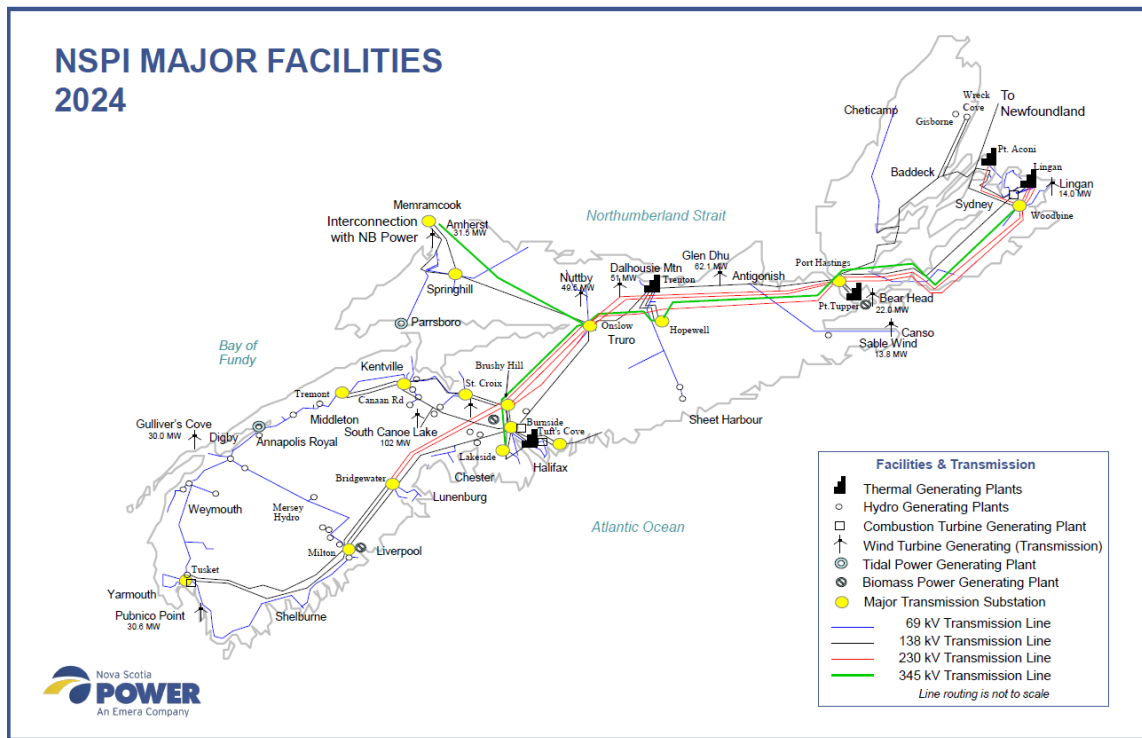 NSPI MAJOR FACILITIES
2024
Cheticamp
Wreck
Cove
Gisborne
To
Newfoundland
Pt. Aconi
Lingan
Baddeck
Lingan
14.0 MW
Sydney
Woodbine
Memramcook
Interconnection
with NB Power
Amherst
31.5 MW
Northumberland Strait
Springhill
Parrsboro
Nuttby
49.5 MW
Dalhousie Mtn
51 MW
Trenton
Glen Dhu
62.1 MW
Antigonish
Port Hastings
Pt. Tupper
Bear Head
22.0 MW
Canso
Sable Wind
13.8 MW
Onslow
Truro
Hopewell
Sheet Harbour
Bay of
Fundy
Kentville
Brushy Hill
St. Croix
Tremont
Canaan Rd
Middleton
South Canoe Lake
102 MW
Burnside
Tuft's Cove
Gulliver's Cove
30.0 MW
Digby
Annapolis Royal
Lakeside
Halifax
Chester
Bridgewater
Lunenburg
Weymouth
Mersey
Hydro
Milton
Liverpool
Atlantic Ocean
Tusket
Yarmouth
Pubnico Point
30.6 MW
Shelburne
Facilities & Transmission
Thermal Generating Plants
Hydro Generating Plants
Combustion Turbine Generating Plant
Wind Turbine Generating (Transmission)
Tidal Power Generating Plant
Biomass Power Generating Plant
Major Transmission Substation
69 kV Transmission Line
138 kV Transmission Line
230 kV Transmission Line
345 kV Transmission Line
Line routing is not to scale
Nova Scotia
POWER
An Emera Company